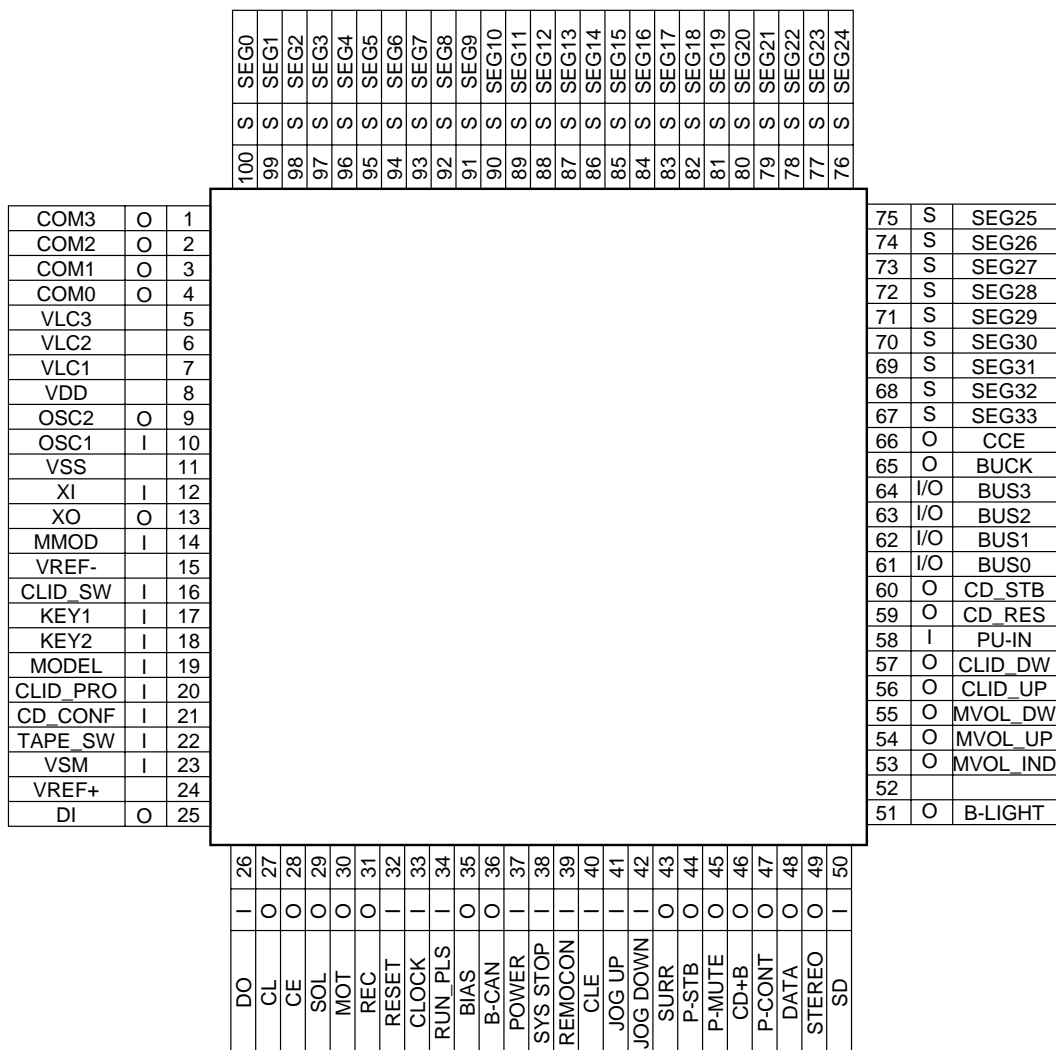 SEG0 SEG1 SEG2 SEG3 SEG4 SEG5 SEG6 SEG7 SEG8 SEG9 SEG10 SEG11 SEG12 SEG13 SEG14 SEG15 SEG16 SEG17 SEG18 SEG19 SEG20 SEG21 SEG22 SEG23 SEG24
S S S S S S S S S S S S S S S S S S S S S S S S S
100 99 98 97 96 95 94 93 92 91 90 89 88 87 86 85 84 83 82 81 80 79 78 77 76
COM3 O 1
COM2 O 2
COM1 O 3
COM0 O 4
VLC3 5
VLC2 6
VLC1 7
VDD 8
OSC2 O 9
OSC1 I 10
VSS 11
XI I 12
XO O 13
MMOD I 14
VREF- 15
CLID_SW I 16
KEY1 I 17
KEY2 I 18
MODEL I 19
CLID_PRO I 20
CD_CONF I 21
TAPE_SW I 22
VSM I 23
VREF+ 24
DI O 25
75 S SEG25
74 S SEG26
73 S SEG27
72 S SEG28
71 S SEG29
70 S SEG30
69 S SEG31
68 S SEG32
67 S SEG33
66 O CCE
65 O BUCK
64 I/O BUS3
63 I/O BUS2
62 I/O BUS1
61 I/O BUS0
60 O CD_STB
59 O CD_RES
58 I PU-IN
57 O CLID_DW
56 O CLID_UP
55 O MVOL_DW
54 O MVOL_UP
53 O MVOL_IND
52
51 O B-LIGHT
26 27 28 29 30 31 32 33 34 35 36 37 38 39 40 41 42 43 44 45 46 47 48 49 50
I O O O O O I I I O O I I I I I I O O O O O O O I
DO CL CE SOL MOT REC RESET CLOCK RUN_PLS BIAS B-CAN POWER SYS STOP REMOCON CLE JOG UP JOG DOWN SURR P-STB P-MUTE CD+B P-CONT DATA STEREO SD